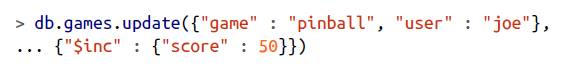 > db.games.update({"game" : "pinball", "user" : "joe"},
... {"$inc" : {"score" : 50}})